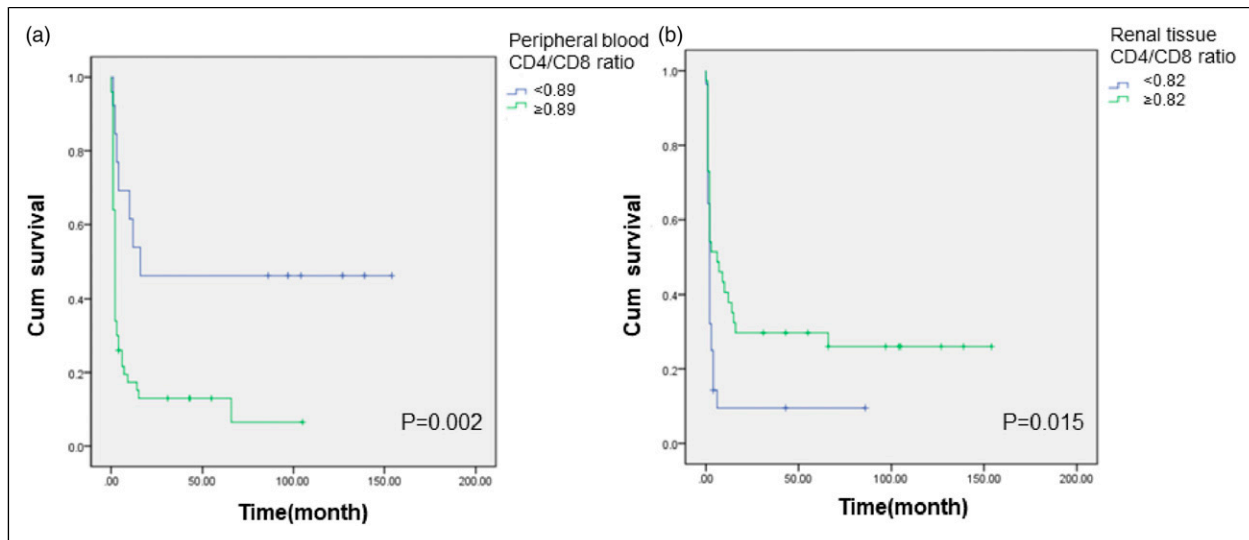 (a)
Peripheral blood
CD4/CD8 ratio
<0.89
≥0.89
1.0
0.8
0.6
0.4
0.2
0.0
Cum survival
P=0.002
.00 50.00 100.00 150.00 200.00
Time(month)
(b)
Renal tissue
CD4/CD8 ratio
<0.82
≥0.82
1.0
0.8
0.6
0.4
0.2
0.0
Cum survival
P=0.015
.00 50.00 100.00 150.00 200.00
Time(month)